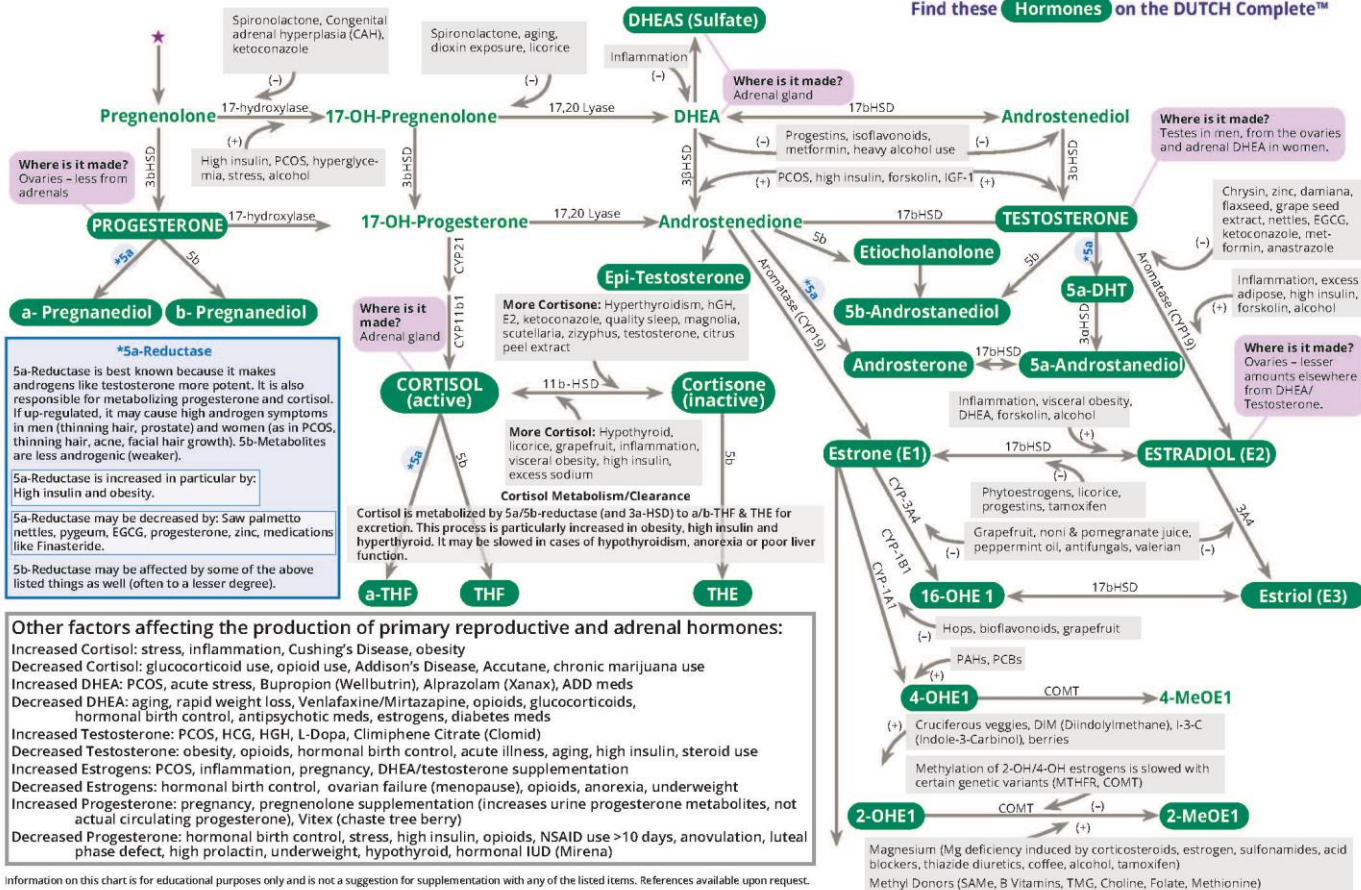 Find these Hormones on the DUTCH Complete™
DHEAS (Sulfate)
Spironolactone, Congenital
adrenal hyperplasia (CAH),
ketoconazole
(–)
Spironolactone, aging,
dioxin exposure, licorice
(–)
Inflammation
(–)
Where is it made?
Adrenal gland
Pregnenolone
17-hydroxylase
17-OH-Pregnenolone
17,20 Lyase
DHEA
17bHSD
Androstenediol
(+)
High insulin, PCOS, hyperglyce-
mia, stress, alcohol
Where is it made?
Ovaries – less from
adrenals
3bHSD
3bHSD
3βHSD
3bHSD
(–)
Progestins, isoflavonoids,
metformin, heavy alcohol use
(–)
(+)
PCOS, high insulin, forskolin, IGF-1
(+)
Where is it made?
Testes in men, from the ovaries
and adrenal DHEA in women.
PROGESTERONE
17-hydroxylase
17-OH-Progesterone
17,20 Lyase
Androstenedione
17bHSD
TESTOSTERONE
Chrysin, zinc, damiana,
flaxseed, grape seed
extract, nettles, EGCG,
ketoconazole, met-
formin, anastrazole
(–)
*5a
5b
a- Pregnanediol
b- Pregnanediol
CYP21
CYP11b1
Epi-Testosterone
5b
Etiocholanolone
5b
*5a
5a-DHT
5b-Androstanediol
Aromatase (CYP19)
*5a
Aromatase (CYP19)
Inflammation, excess
adipose, high insulin,
forskolin, alcohol
(+)
3aHSD
Androsterone
17bHSD
5a-Androstanediol
Where is it
made?
Adrenal gland
More Cortisone: Hyperthyroidism, hGH,
E2, ketoconazole, quality sleep, magnolia,
scutellaria, zizyphus, testosterone, citrus
peel extract
CORTISOL
(active)
11b-HSD
Cortisone
(inactive)
More Cortisol: Hypothyroid,
licorice, grapefruit, inflammation,
visceral obesity, high insulin,
excess sodium
*5a
5b
5b
Where is it made?
Ovaries – lesser
amounts elsewhere
from DHEA/
Testosterone.
Inflammation, visceral obesity,
DHEA, forskolin, alcohol
(+)
Estrone (E1)
17bHSD
ESTRADIOL (E2)
(–)
Phytoestrogens, licorice,
progestins, tamoxifen
*5a-Reductase
5a-Reductase is best known because it makes
androgens like testosterone more potent. It is also
responsible for metabolizing progesterone and cortisol.
If up-regulated, it may cause high androgen symptoms
in men (thinning hair, prostate) and women (as in PCOS,
thinning hair, acne, facial hair growth). 5b-Metabolites
are less androgenic (weaker).
5a-Reductase is increased in particular by:
High insulin and obesity.
5a-Reductase may be decreased by: Saw palmetto
nettles, pygeum, EGCG, progesterone, zinc, medications
like Finasteride.
5b-Reductase may be affected by some of the above
listed things as well (often to a lesser degree).
Cortisol Metabolism/Clearance
Cortisol is metabolized by 5a/5b-reductase (and 3a-HSD) to a/b-THF & THE for
excretion. This process is particularly increased in obesity, high insulin and
hyperthyroid. It may be slowed in cases of hypothyroidism, anorexia or poor liver
function.
a-THF
THF
THE
CYP-3A4
CYP-1B1
CYP-1A1
3A4
(–)
Grapefruit, noni & pomegranate juice,
peppermint oil, antifungals, valerian
(–)
16-OHE 1
17bHSD
Estriol (E3)
(–)
Hops, bioflavonoids, grapefruit
PAHs, PCBs
(+)
4-OHE1
COMT
4-MeOE1
(+)
Cruciferous veggies, DiM (Diindolylmethane), I-3-C
(Indole-3-Carbinol), berries
Methylation of 2-OH/4-OH estrogens is slowed with
certain genetic variants (MTHFR, COMT)
2-OHE1
COMT
(–)
(+)
2-MeOE1
Magnesium (Mg deficiency induced by corticosteroids, estrogen, sulfonamides, acid
blockers, thiazide diuretics, coffee, alcohol, tamoxifen)
Methyl Donors (SAMe, B Vitamins, TMG, Choline, Folate, Methionine)
Other factors affecting the production of primary reproductive and adrenal hormones:
Increased Cortisol: stress, inflammation, Cushing's Disease, obesity
Decreased Cortisol: glucocorticoid use, opioid use, Addison's Disease, Accutane, chronic marijuana use
Increased DHEA: PCOS, acute stress, Bupropion (Wellbutrin), Alprazolam (Xanax), ADD meds
Decreased DHEA: aging, rapid weight loss, Venlafaxine/Mirtazapine, opioids, glucocorticoids,
hormonal birth control, antipsychotic meds, estrogens, diabetes meds
Increased Testosterone: PCOS, HCG, HGH, L-Dopa, Climiphene Citrate (Clomid)
Decreased Testosterone: obesity, opioids, hormonal birth control, acute illness, aging, high insulin, steroid use
Increased Estrogens: PCOS, inflammation, pregnancy, DHEA/testosterone supplementation
Decreased Estrogens: hormonal birth control, ovarian failure (menopause), opioids, anorexia, underweight
Increased Progesterone: pregnancy, pregnenolone supplementation (increases urine progesterone metabolites, not
actual circulating progesterone), Vitex (chaste tree berry)
Decreased Progesterone: hormonal birth control, stress, high insulin, opioids, NSAID use >10 days, anovulation, luteal
phase defect, high prolactin, underweight, hypothyroid, hormonal IUD (Mirena)
Information on this chart is for educational purposes only and is not a suggestion for supplementation with any of the listed items. References available upon request.